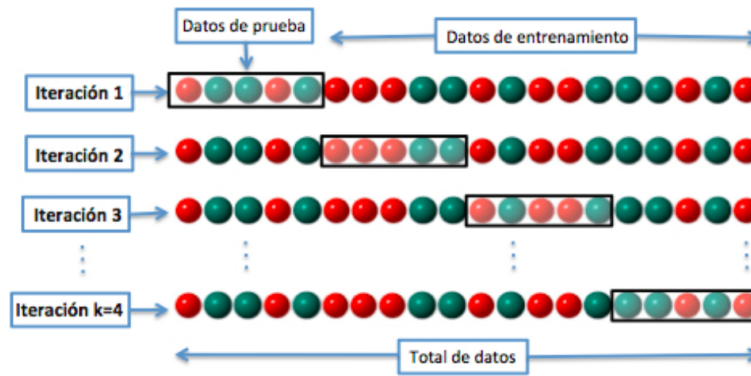 Datos de prueba
Datos de entrenamiento
Iteración 1
Iteración 2
Iteración 3
Iteración k=4
Total de datos